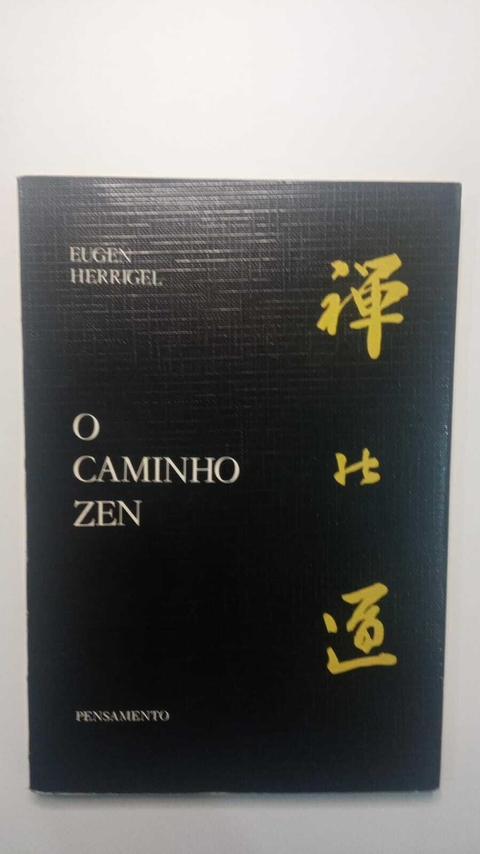 EUGEN
HERRIGEL
O
CAMINHO
ZEN
PENSAMENTO
禪
道